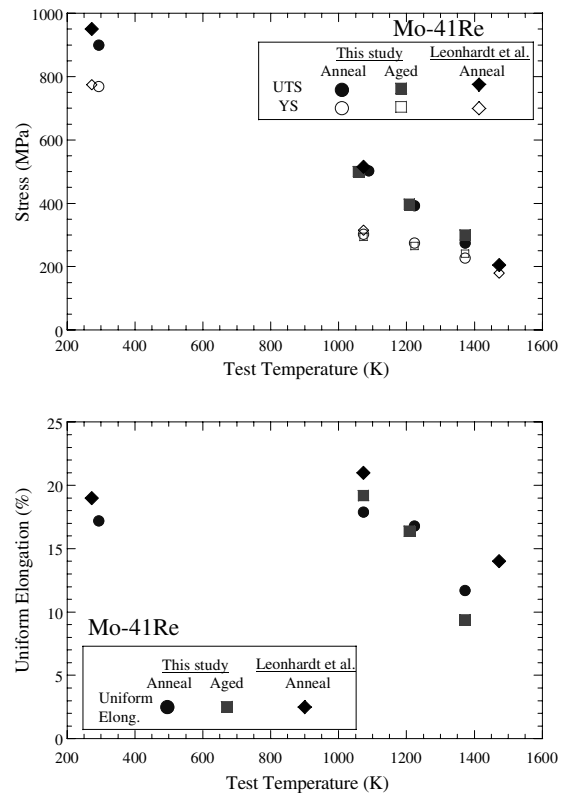 Mo-41Re
This study Leonhardt et al.
Anneal Aged Anneal
UTS
YS
1000
800
600
400
200
0
Stress (MPa)
200 400 600 800 1000 1200 1400 1600
Test Temperature (K)
25
20
15
10
5
0
Uniform Elongation (%)
Mo-41Re
This study Leonhardt et al.
Anneal Aged Anneal
Uniform
Elong.
200 400 600 800 1000 1200 1400 1600
Test Temperature (K)